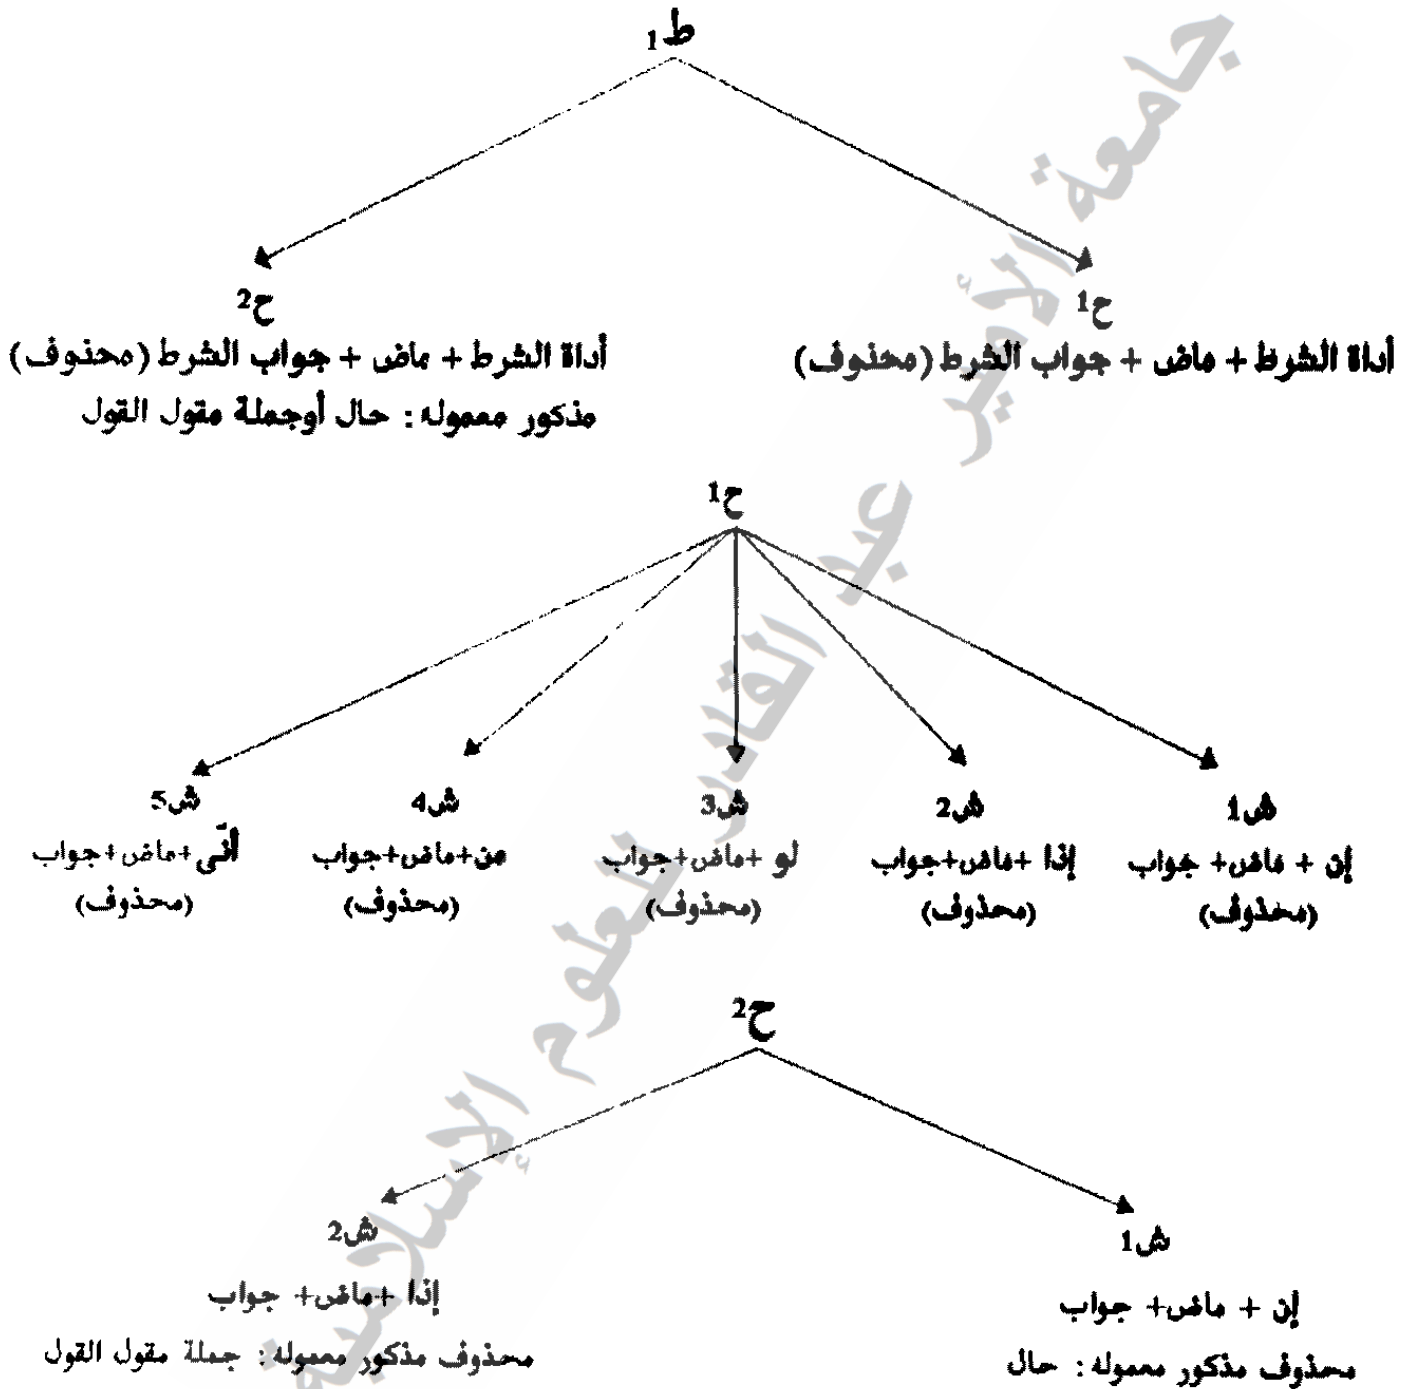 ط1
ح1
ح2
أداة الشرط + ماض + جواب الشرط (محذوف)
أداة الشرط + ماض + جواب الشرط (محذوف)
مذكور معموله : حال أوجملة مقول القول
ح1
ش1
ش2
ش3
ش4
ش5
إن + ماض+ جواب
(محذوف)
إذا +ماض+جواب
(محذوف)
لو +ماض+جواب
(محذوف)
من+ماض+جواب
(محذوف)
أنّى+ماض+جواب
(محذوف)
ح2
ش1
ش2
إن + ماض+ جواب
محذوف مذكور معموله : حال
إذا +ماض+ جواب
محذوف مذكور معموله : جملة مقول القول
جامعة الأمير عبد القادر للعلوم الإسلامية